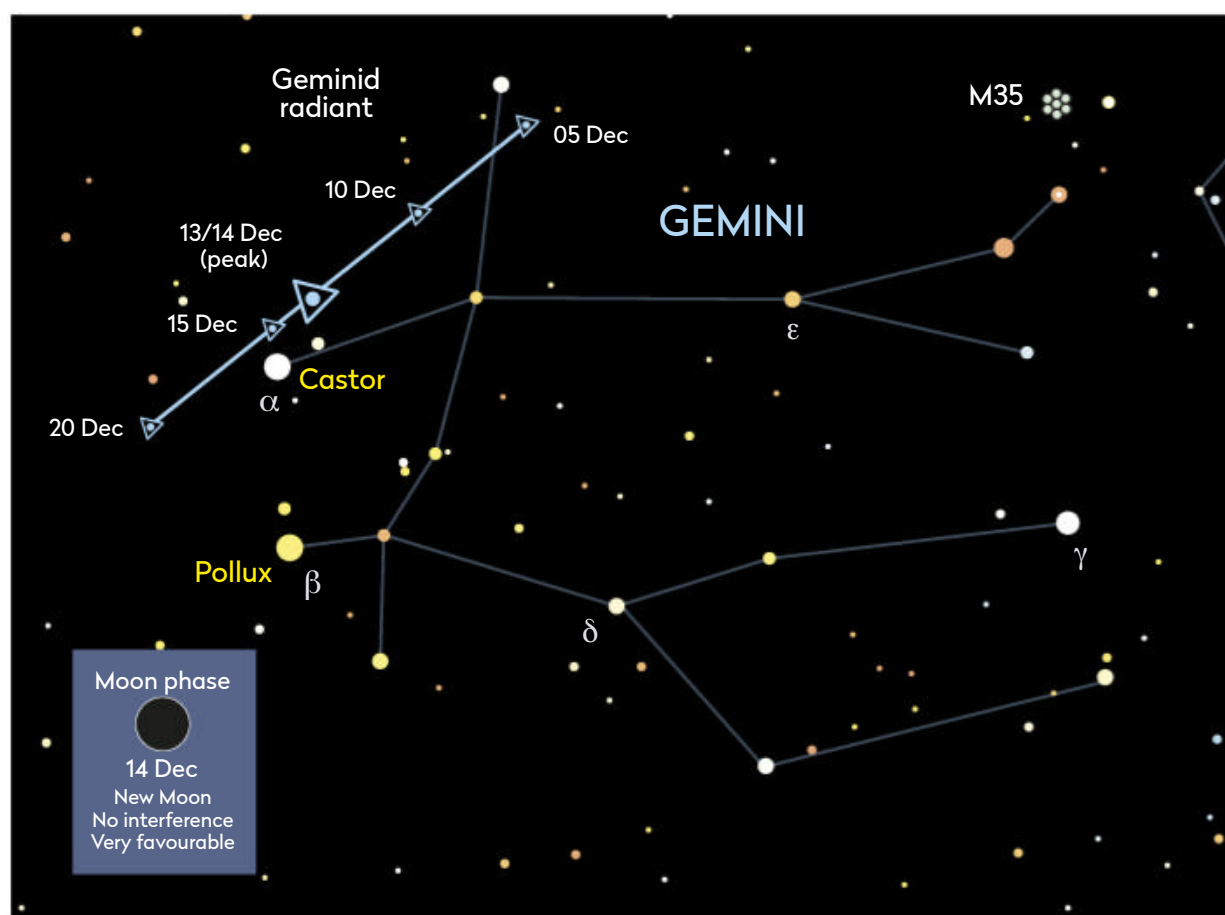 Geminid
radiant
M35
05 Dec
10 Dec
GEMINI
13/14 Dec
(peak)
15 Dec
ε
Castor
α
20 Dec
Pollux
β
γ
δ
Moon phase
14 Dec
New Moon
No interference
Very favourable